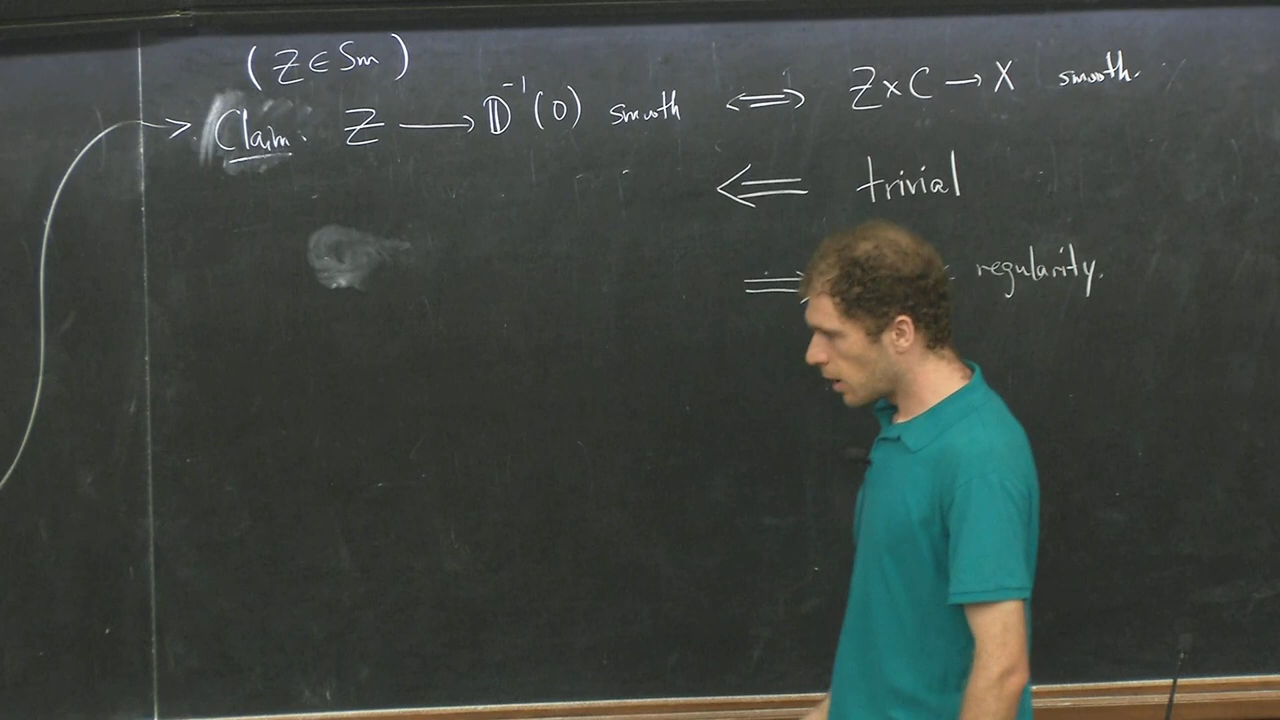 (Z ∈ Sm)
Claim. Z ⟶ 𝔻⁻¹(0) smooth ⟺ Z×C → X smooth.
⟸ trivial
⟹ regularity.